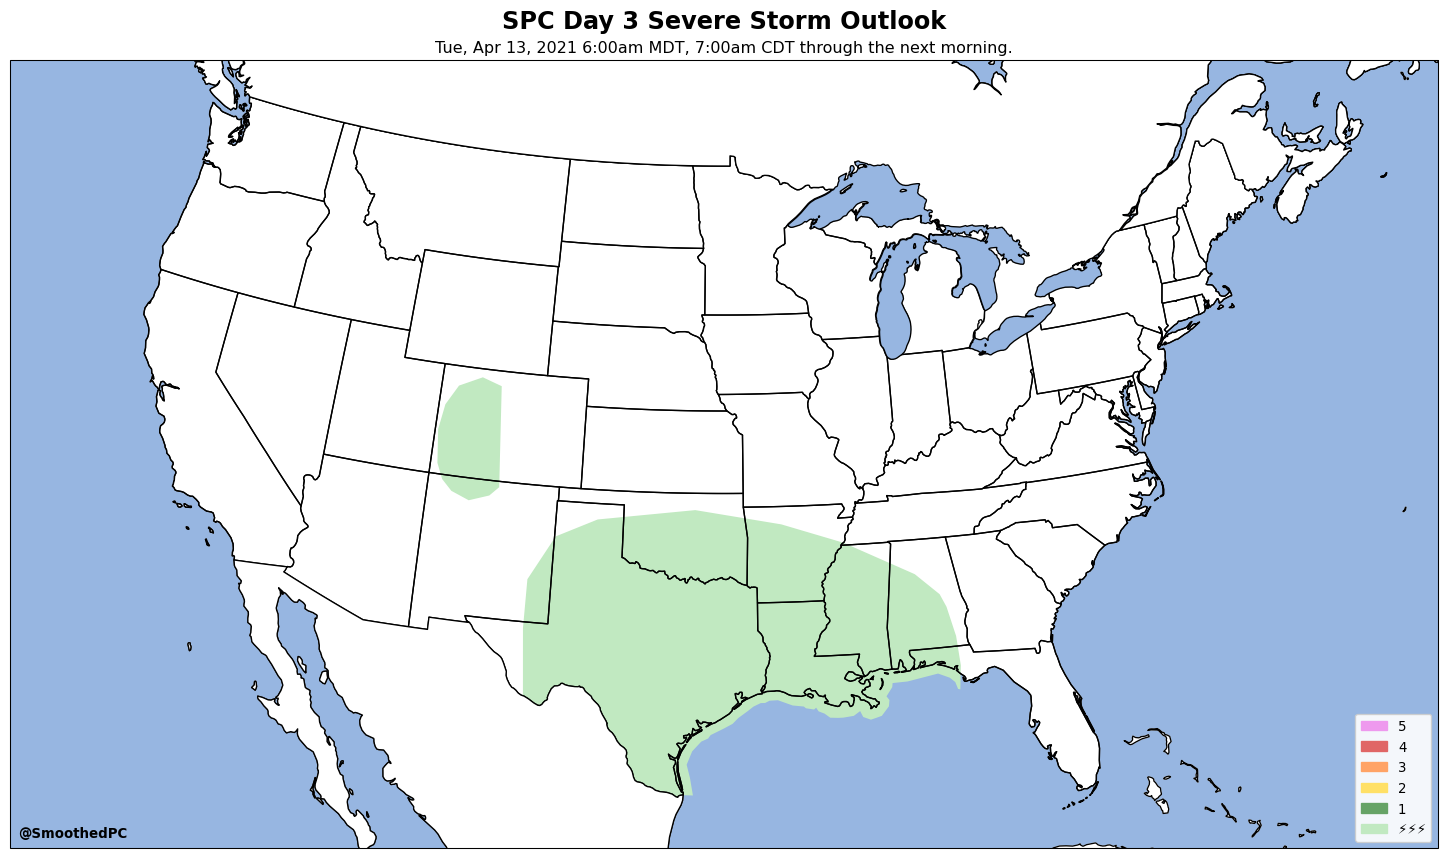 SPC Day 3 Severe Storm Outlook
Tue, Apr 13, 2021 6:00am MDT, 7:00am CDT through the next morning.
5
4
3
2
1
⚡⚡⚡
@SmoothedPC